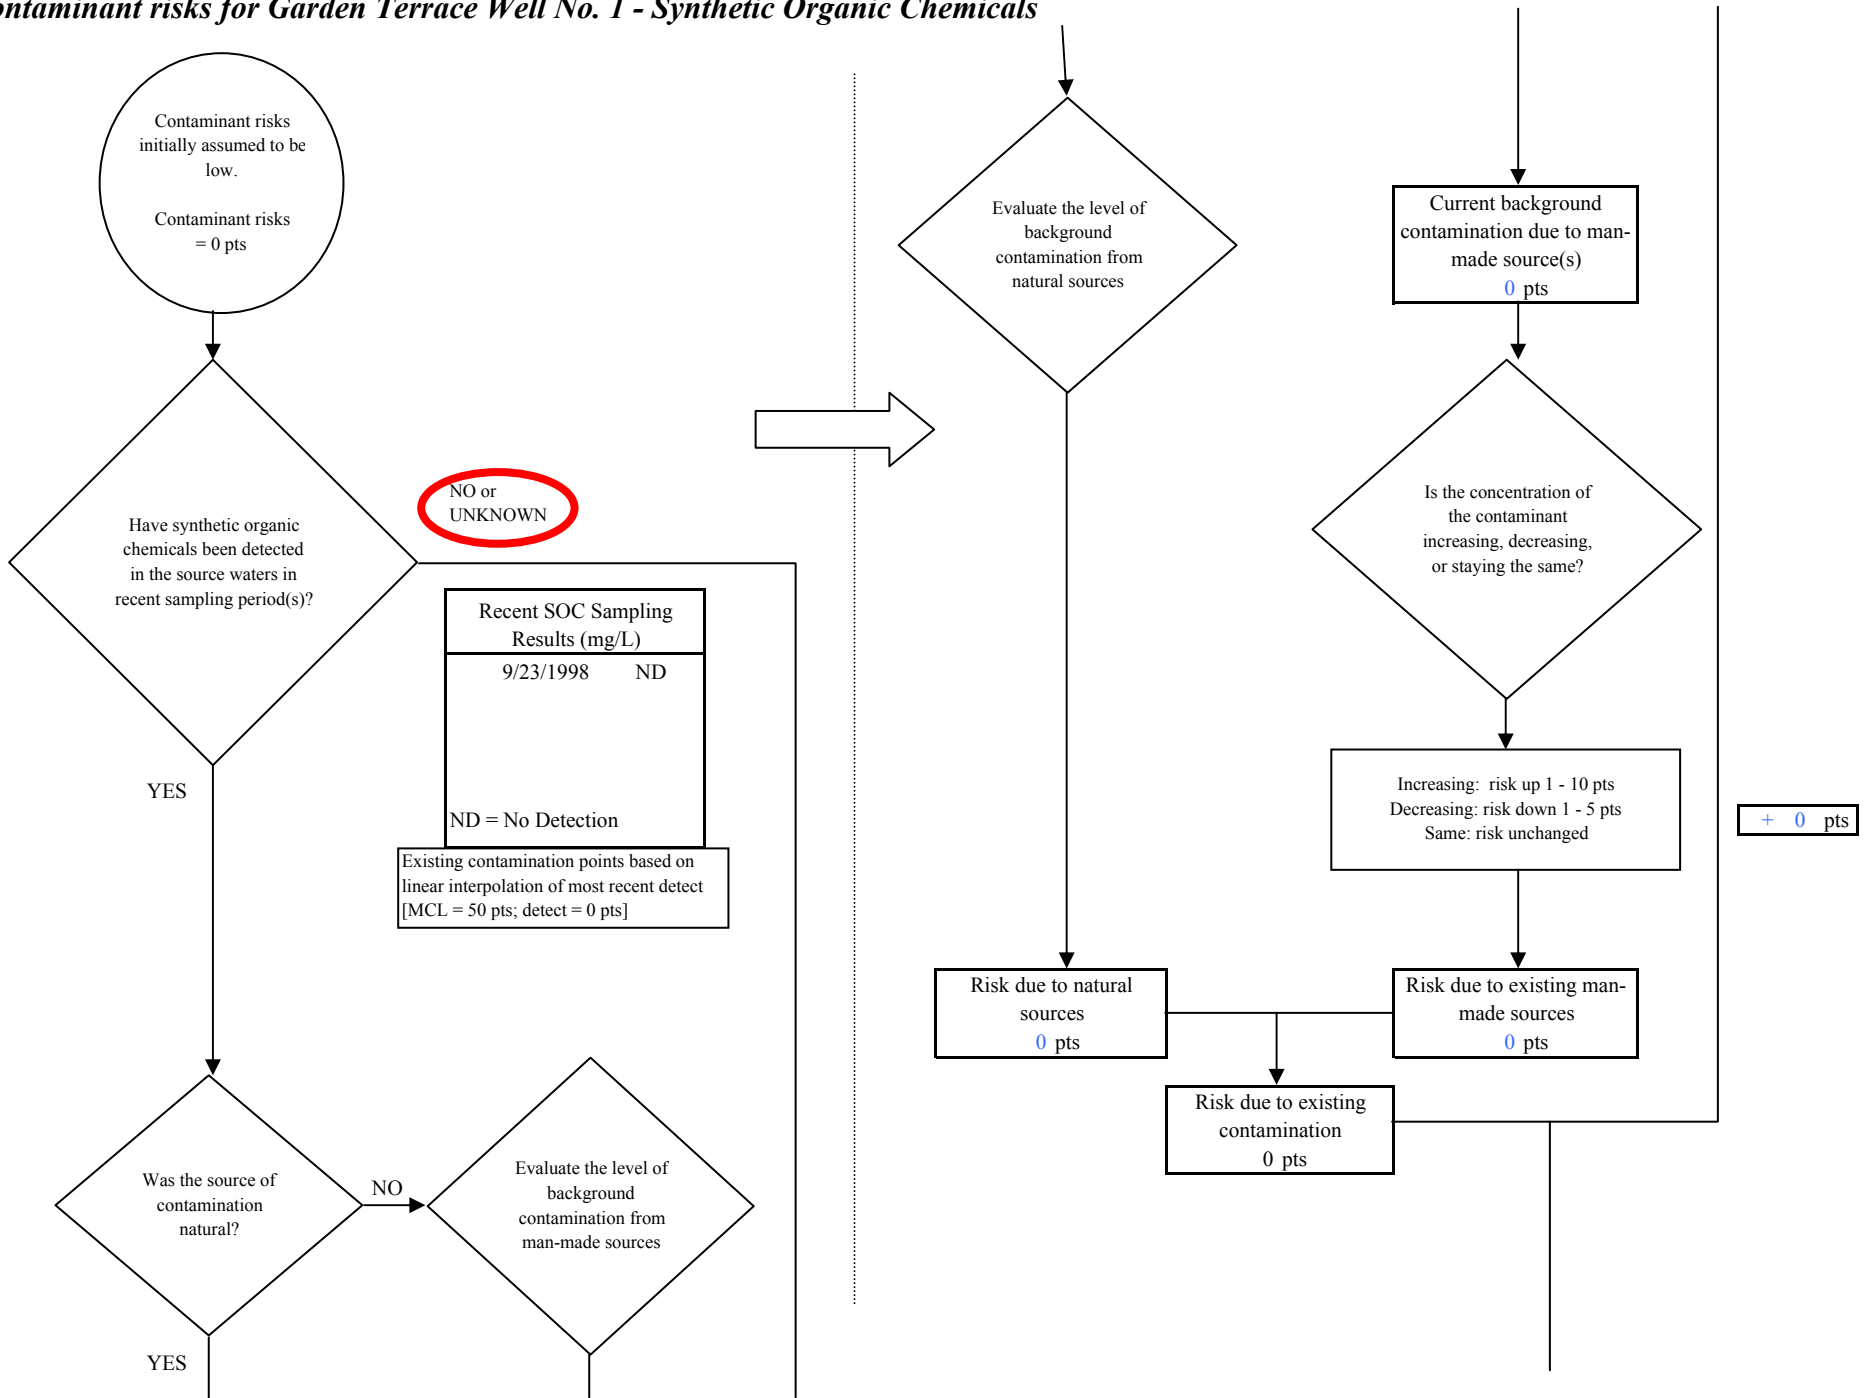 ontaminant risks for Garden Terrace Well No. 1 - Synthetic Organic Chemicals
Contaminant risks
initially assumed to be
low.
Contaminant risks
= 0 pts
Have synthetic organic
chemicals been detected
in the source waters in
recent sampling period(s)?
NO or
UNKNOWN
Recent SOC Sampling
Results (mg/L)
9/23/1998 ND
ND = No Detection
Existing contamination points based on
linear interpolation of most recent detect
[MCL = 50 pts; detect = 0 pts]
YES
Was the source of
contamination
natural?
NO
Evaluate the level of
background
contamination from
man-made sources
YES
Evaluate the level of
background
contamination from
natural sources
Current background
contamination due to man-
made source(s)
0 pts
Is the concentration of
the contaminant
increasing, decreasing,
or staying the same?
Increasing: risk up 1 - 10 pts
Decreasing: risk down 1 - 5 pts
Same: risk unchanged
+ 0 pts
Risk due to natural
sources
0 pts
Risk due to existing man-
made sources
0 pts
Risk due to existing
contamination
0 pts